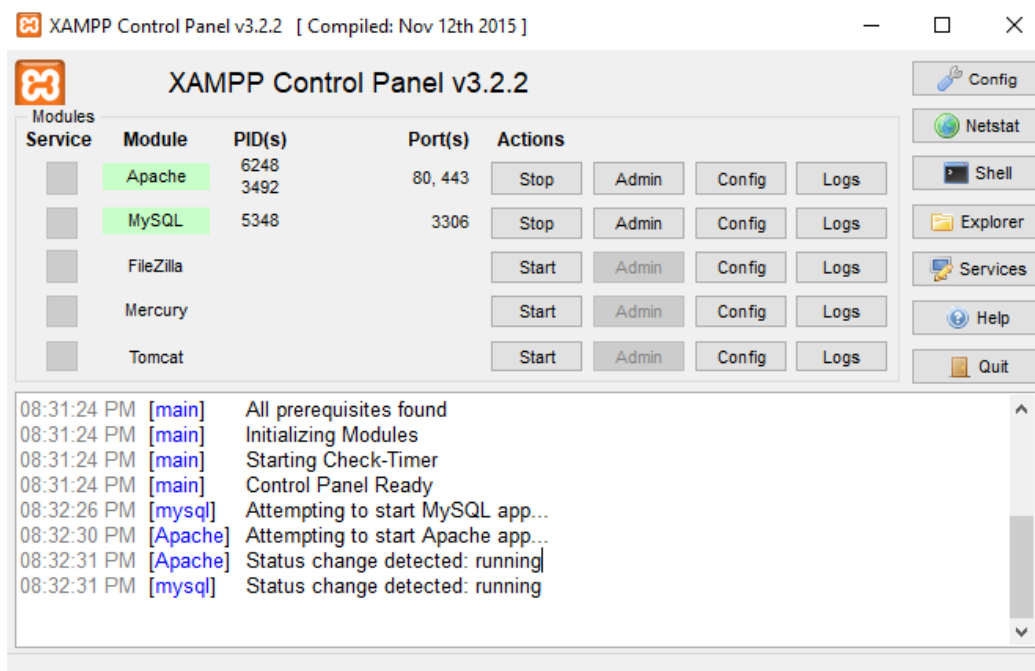 XAMPP Control Panel v3.2.2 [ Compiled: Nov 12th 2015 ]
XAMPP Control Panel v3.2.2
Config
Modules
Service Module PID(s) Port(s) Actions
Netstat
Apache 6248 3492 80, 443 Stop Admin Config Logs
Shell
MySQL 5348 3306 Stop Admin Config Logs
Explorer
FileZilla Start Admin Config Logs
Services
Mercury Start Admin Config Logs
Help
Tomcat Start Admin Config Logs
Quit
08:31:24 PM [main] All prerequisites found
08:31:24 PM [main] Initializing Modules
08:31:24 PM [main] Starting Check-Timer
08:31:24 PM [main] Control Panel Ready
08:32:26 PM [mysql] Attempting to start MySQL app...
08:32:30 PM [Apache] Attempting to start Apache app...
08:32:31 PM [Apache] Status change detected: running
08:32:31 PM [mysql] Status change detected: running